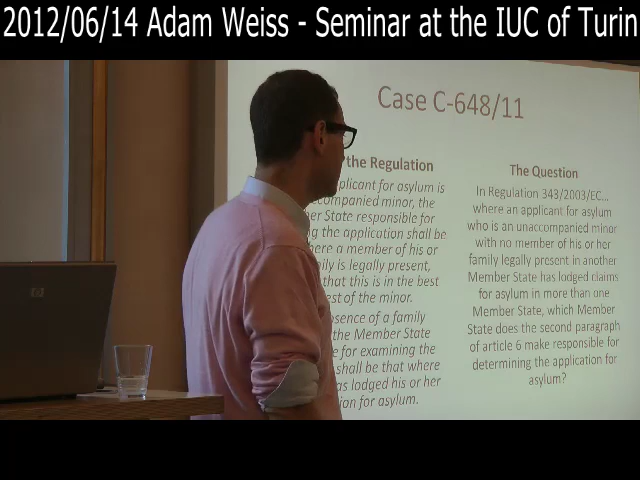 2012/06/14 Adam Weiss - Seminar at the IUC of Turin
Case C-648/11
the Regulation
plicant for asylum is
ccompanied minor, the
er State responsible for
g the application shall be
here a member of his or
ily is legally present,
that this is in the best
est of the minor.
sence of a family
the Member State
e for examining the
shall be that where
as lodged his or her
ion for asylum.
The Question
In Regulation 343/2003/EC...
where an applicant for asylum
who is an unaccompanied minor
with no member of his or her
family legally present in another
Member State has lodged claims
for asylum in more than one
Member State, which Member
State does the second paragraph
of article 6 make responsible for
determining the application for
asylum?
hp